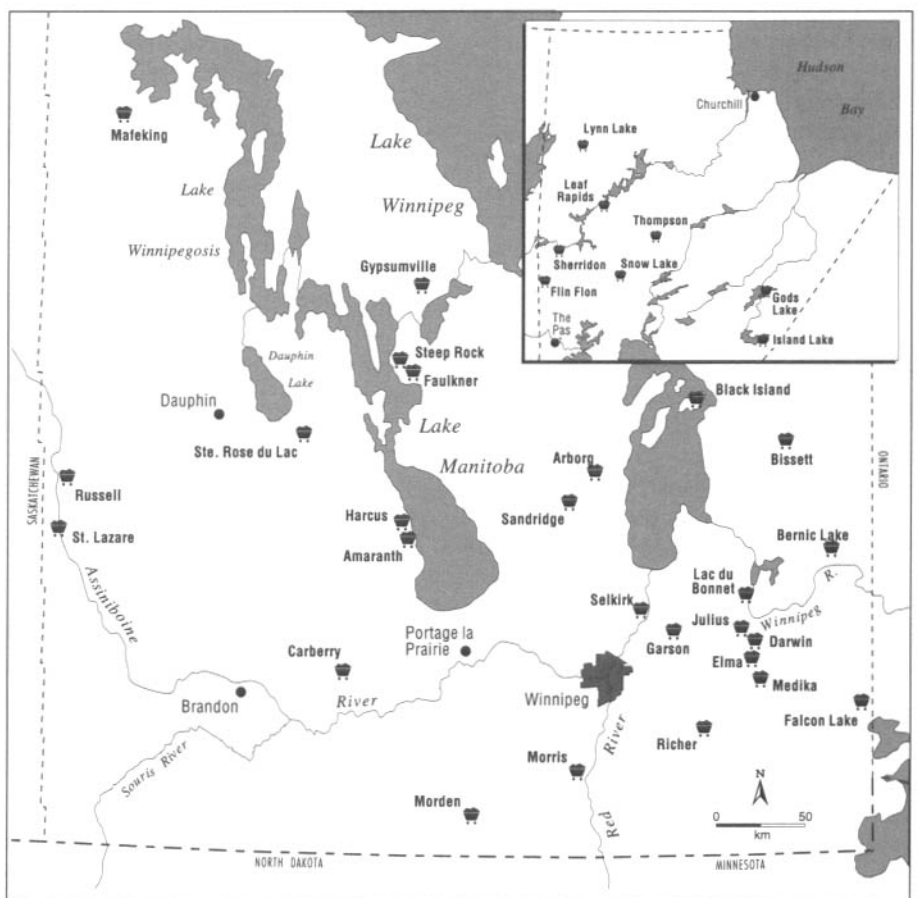 Hudson
Bay
Churchill
Lynn Lake
Leaf
Rapids
Thompson
Sherridon
Snow Lake
Flin Flon
Gods
Lake
The
Pas
Island Lake
Mafeking
Lake
Winnipeg
Lake
Winnipegosis
Gypsumville
Steep Rock
Faulkner
Dauphin
Lake
Dauphin
Ste. Rose du Lac
Lake
Manitoba
Black Island
Bissett
Arborg
Sandridge
SASKATCHEWAN
ONTARIO
Russell
St. Lazare
Harcus
Amaranth
Bernic Lake
Lac du
Bonnet
Winnipeg
R.
Selkirk
Julius
Garson
Darwin
Elma
Medika
Assiniboine
River
Portage la
Prairie
Carberry
Brandon
Winnipeg
Falcon Lake
Richer
Souris River
Red
River
Morris
Morden
N
0
50
km
NORTH DAKOTA
MINNESOTA